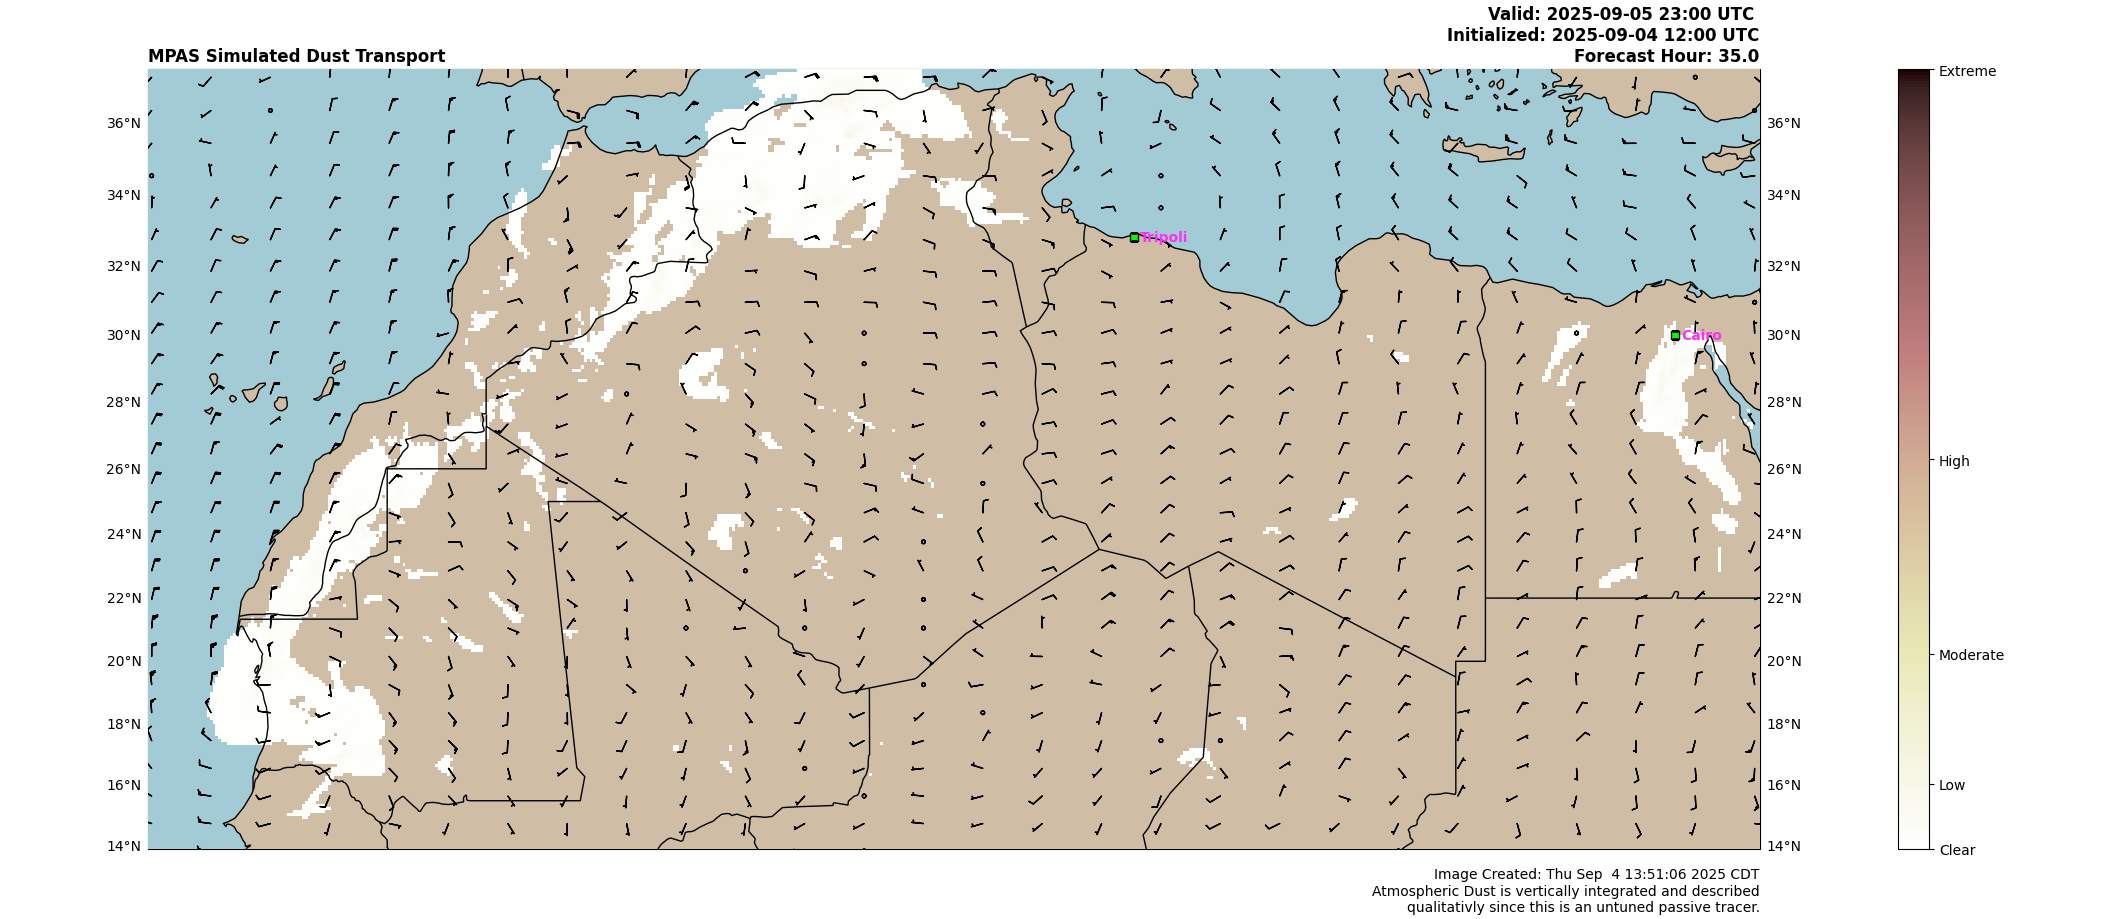 Valid: 2025-09-05 23:00 UTC
Initialized: 2025-09-04 12:00 UTC
MPAS Simulated Dust Transport
Forecast Hour: 35.0
Extreme
36°N
36°N
34°N
34°N
Tripoli
32°N
32°N
30°N
Cairo
30°N
28°N
28°N
26°N
26°N
High
24°N
24°N
22°N
22°N
20°N
20°N
Moderate
18°N
18°N
16°N
16°N
Low
14°N
14°N
Clear
Image Created: Thu Sep  4 13:51:06 2025 CDT
Atmospheric Dust is vertically integrated and described
qualitativly since this is an untuned passive tracer.